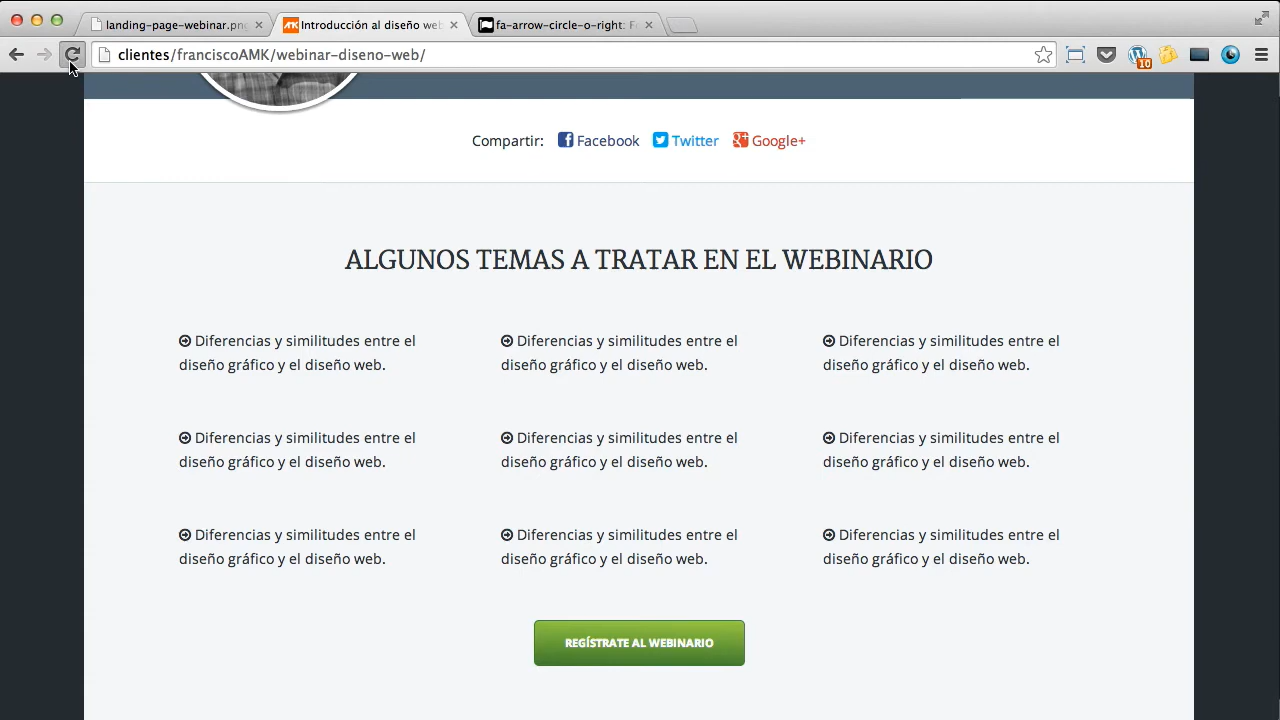 landing-page-webinar.png
Introducción al diseño web
fa-arrow-circle-o-right: F
clientes/franciscoAMK/webinar-diseno-web/
10
Compartir: Facebook Twitter Google+
ALGUNOS TEMAS A TRATAR EN EL WEBINARIO
Diferencias y similitudes entre el
diseño gráfico y el diseño web.
Diferencias y similitudes entre el
diseño gráfico y el diseño web.
Diferencias y similitudes entre el
diseño gráfico y el diseño web.
Diferencias y similitudes entre el
diseño gráfico y el diseño web.
Diferencias y similitudes entre el
diseño gráfico y el diseño web.
Diferencias y similitudes entre el
diseño gráfico y el diseño web.
Diferencias y similitudes entre el
diseño gráfico y el diseño web.
Diferencias y similitudes entre el
diseño gráfico y el diseño web.
Diferencias y similitudes entre el
diseño gráfico y el diseño web.
REGÍSTRATE AL WEBINARIO